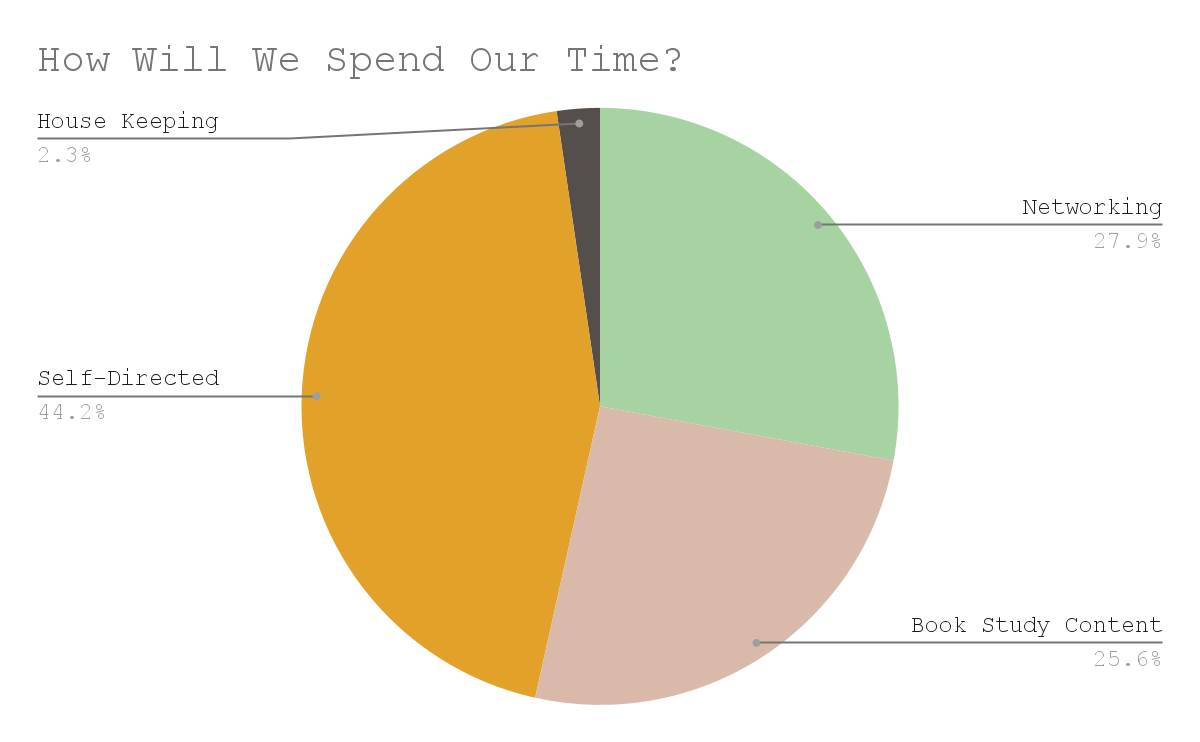 How Will We Spend Our Time?
House Keeping
2.3%
Networking
27.9%
Self-Directed
44.2%
Book Study Content
25.6%